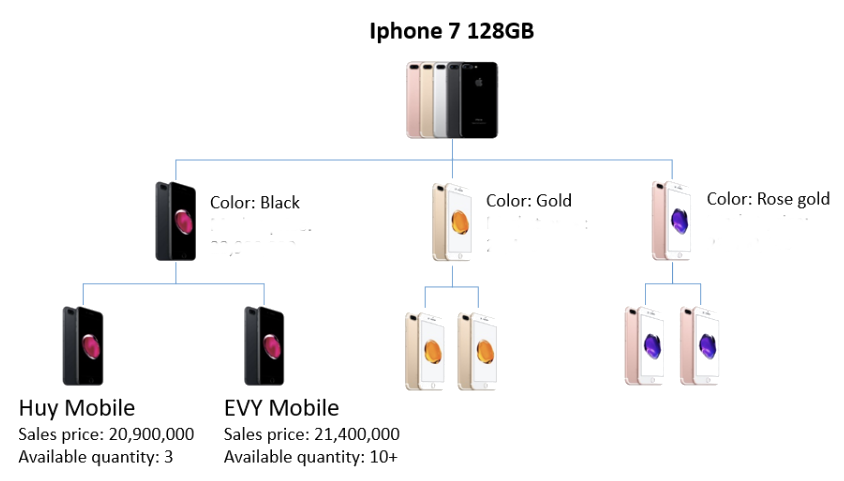 Iphone 7 128GB
Color: Black
Color: Gold
Color: Rose gold
Huy Mobile
Sales price: 20,900,000
Available quantity: 3
EVY Mobile
Sales price: 21,400,000
Available quantity: 10+